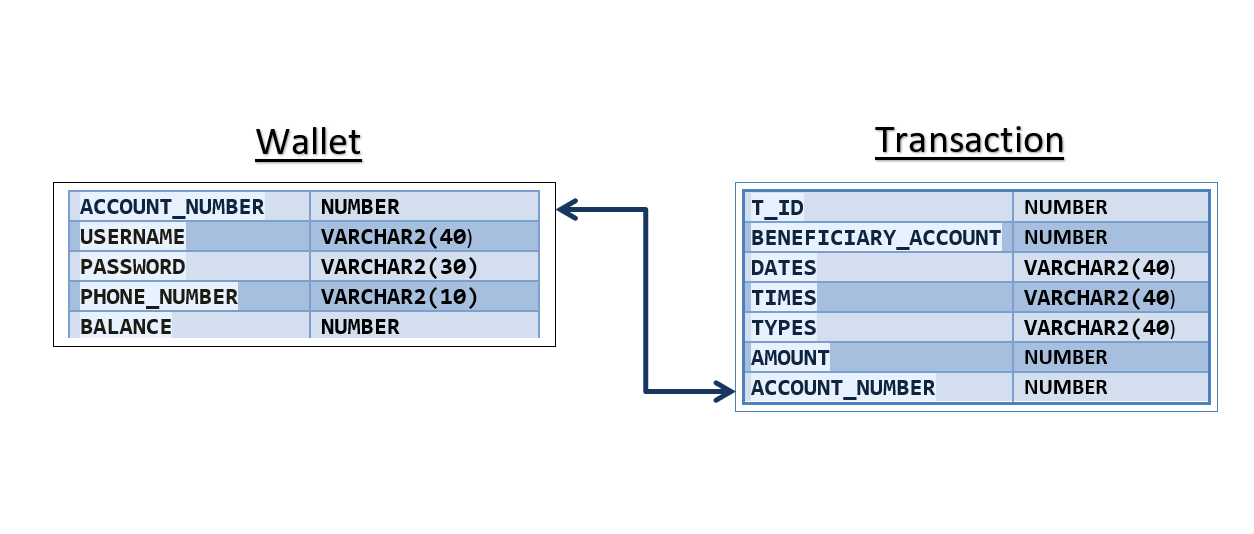 Wallet
ACCOUNT_NUMBER NUMBER
USERNAME VARCHAR2(40)
PASSWORD VARCHAR2(30)
PHONE_NUMBER VARCHAR2(10)
BALANCE NUMBER
Transaction
T_ID NUMBER
BENEFICIARY_ACCOUNT NUMBER
DATES VARCHAR2(40)
TIMES VARCHAR2(40)
TYPES VARCHAR2(40)
AMOUNT NUMBER
ACCOUNT_NUMBER NUMBER